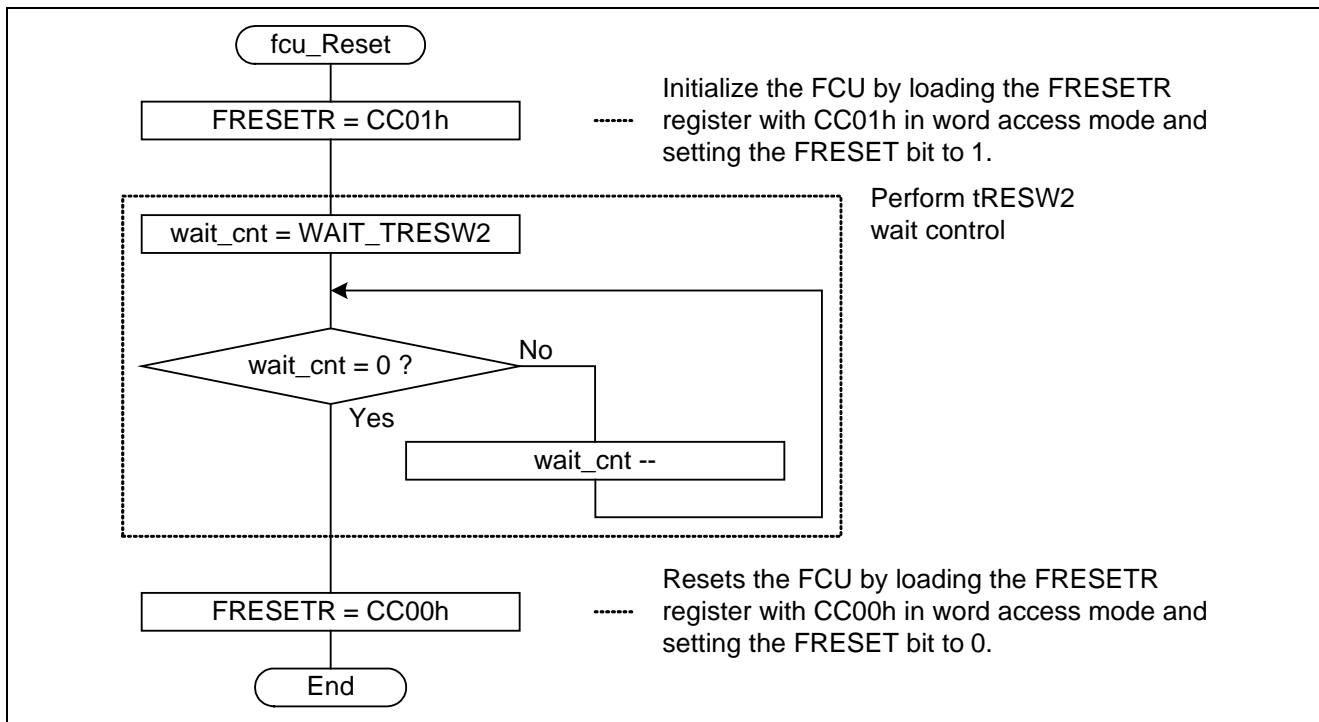 fcu_Reset
FRESETR = CC01h
Initialize the FCU by loading the FRESETR
register with CC01h in word access mode and
setting the FRESET bit to 1.
Perform tRESW2
wait control
wait_cnt = WAIT_TRESW2
wait_cnt = 0 ?
No
Yes
wait_cnt --
FRESETR = CC00h
Resets the FCU by loading the FRESETR
register with CC00h in word access mode and
setting the FRESET bit to 0.
End